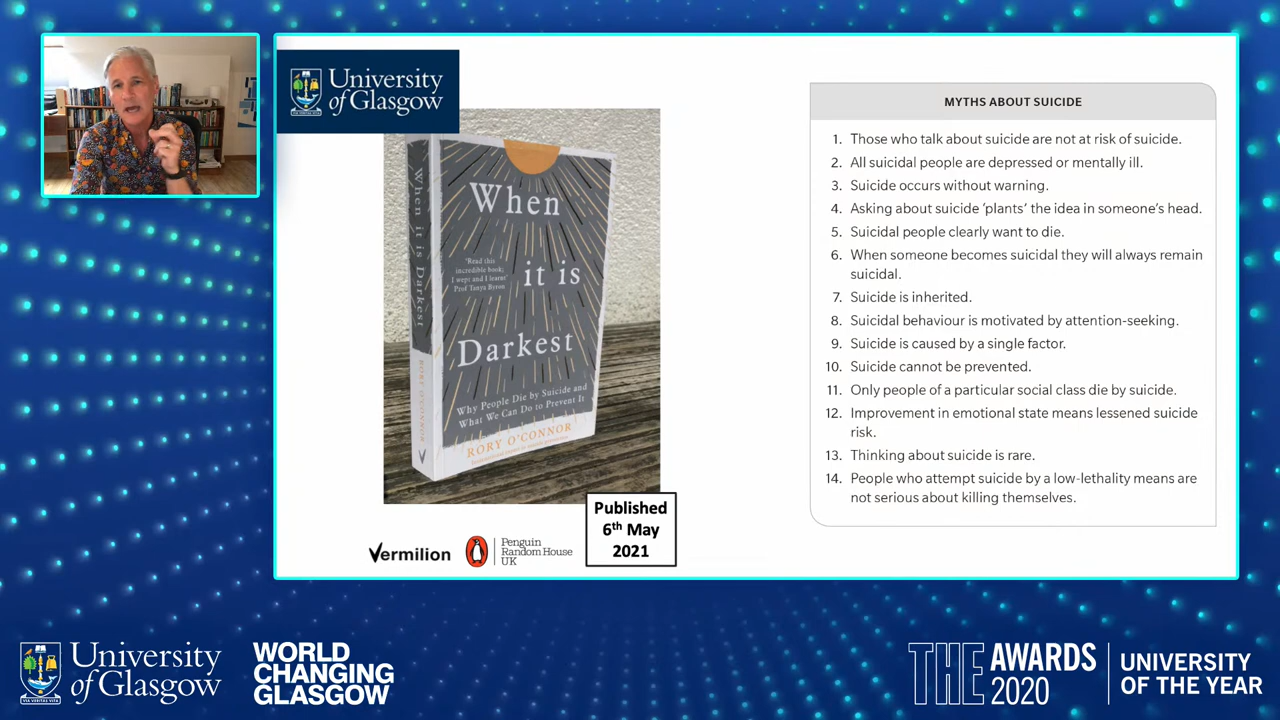 University
of Glasgow
When
it is
Darkest
'Read this
incredible book;
I wept and I learnt'
Prof Tanya Byron
Why People Die by Suicide and
What We Can Do to Prevent It
RORY O'CONNOR
When it is Darkest
RORY O'CONNOR
Published
6th May
2021
Vermilion
Penguin
Random House
UK
MYTHS ABOUT SUICIDE
1. Those who talk about suicide are not at risk of suicide.
2. All suicidal people are depressed or mentally ill.
3. Suicide occurs without warning.
4. Asking about suicide 'plants' the idea in someone's head.
5. Suicidal people clearly want to die.
6. When someone becomes suicidal they will always remain
suicidal.
7. Suicide is inherited.
8. Suicidal behaviour is motivated by attention-seeking.
9. Suicide is caused by a single factor.
10. Suicide cannot be prevented.
11. Only people of a particular social class die by suicide.
12. Improvement in emotional state means lessened suicide
risk.
13. Thinking about suicide is rare.
14. People who attempt suicide by a low-lethality means are
not serious about killing themselves.
University
of Glasgow
WORLD
CHANGING
GLASGOW
THE AWARDS
2020
UNIVERSITY
OF THE YEAR